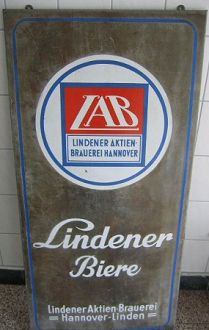 LAB
LINDENER AKTIEN-
BRAUEREI HANNOVER
Lindener
Biere
Lindener Aktien-Brauerei
= Hannover-Linden =